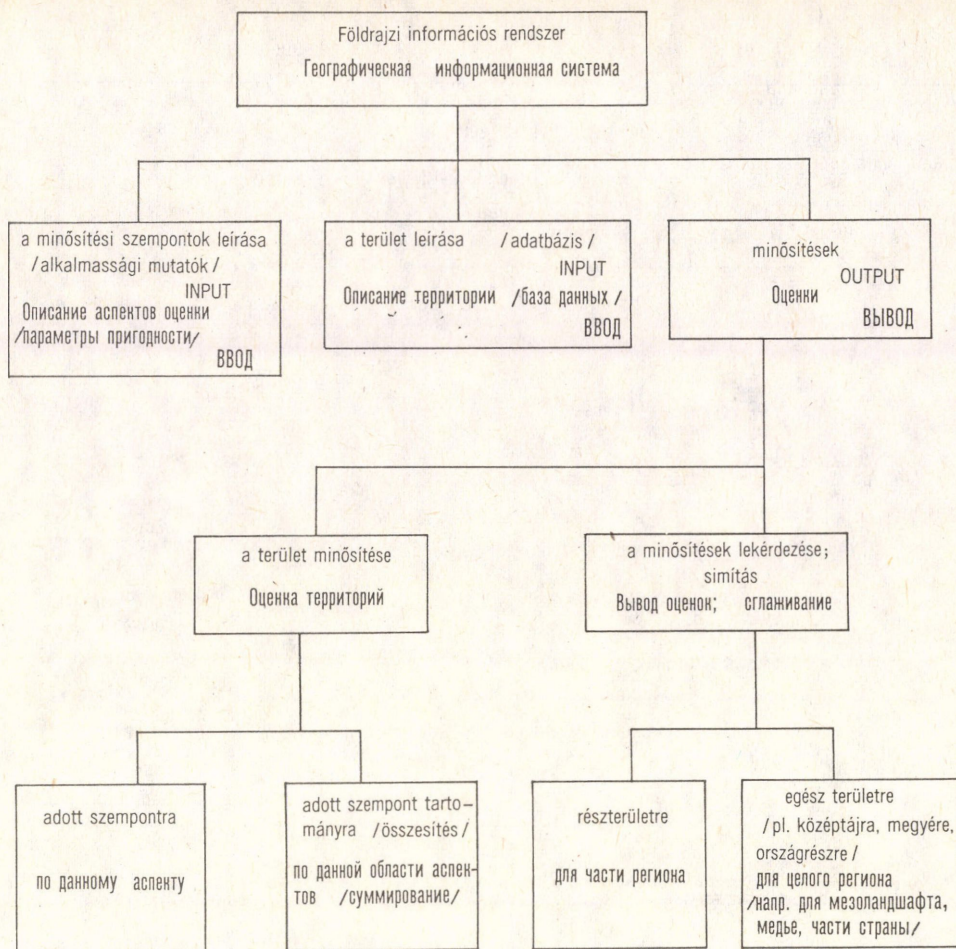 Földrajzi információs rendszer
Географическая информационная система
a minősítési szempontok leírása
/alkalmassági mutatók/
INPUT
Описание аспентов оценки
/параметры пригодности/
ВВОД
a terület leírása /adatbázis/
INPUT
Описание территории /база данных/
ВВОД
minősítések
OUTPUT
Оценки
ВЫВОД
a terület minősítése
Оценка территорий
a minősítések lekérdezése;
simítás
Вывод оценок; сглаживание
adott szempontra
по данному аспенту
adott szempont tarto-
mányra /összesítés/
по данной области аспен-
тов /суммирование/
részterületre
для части региона
egész területre
/pl. középtájra, megyére,
országrészre/
для целого региона
/напр. для мезоландшафта,
медье, части страны/